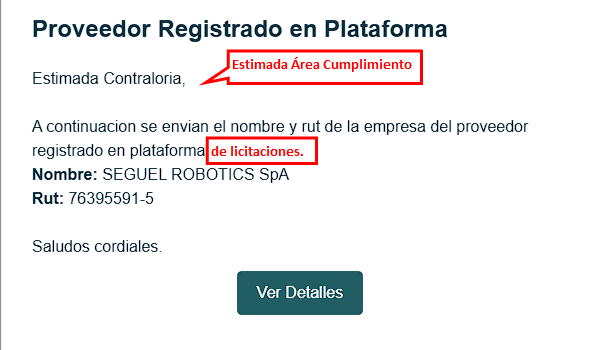 Proveedor Registrado en Plataforma
Estimada Contraloria,
Estimada Área Cumplimiento
A continuacion se envian el nombre y rut de la empresa del proveedor
registrado en plataforma de licitaciones.
Nombre: SEGUEL ROBOTICS SpA
Rut: 76395591-5
Saludos cordiales.
Ver Detalles